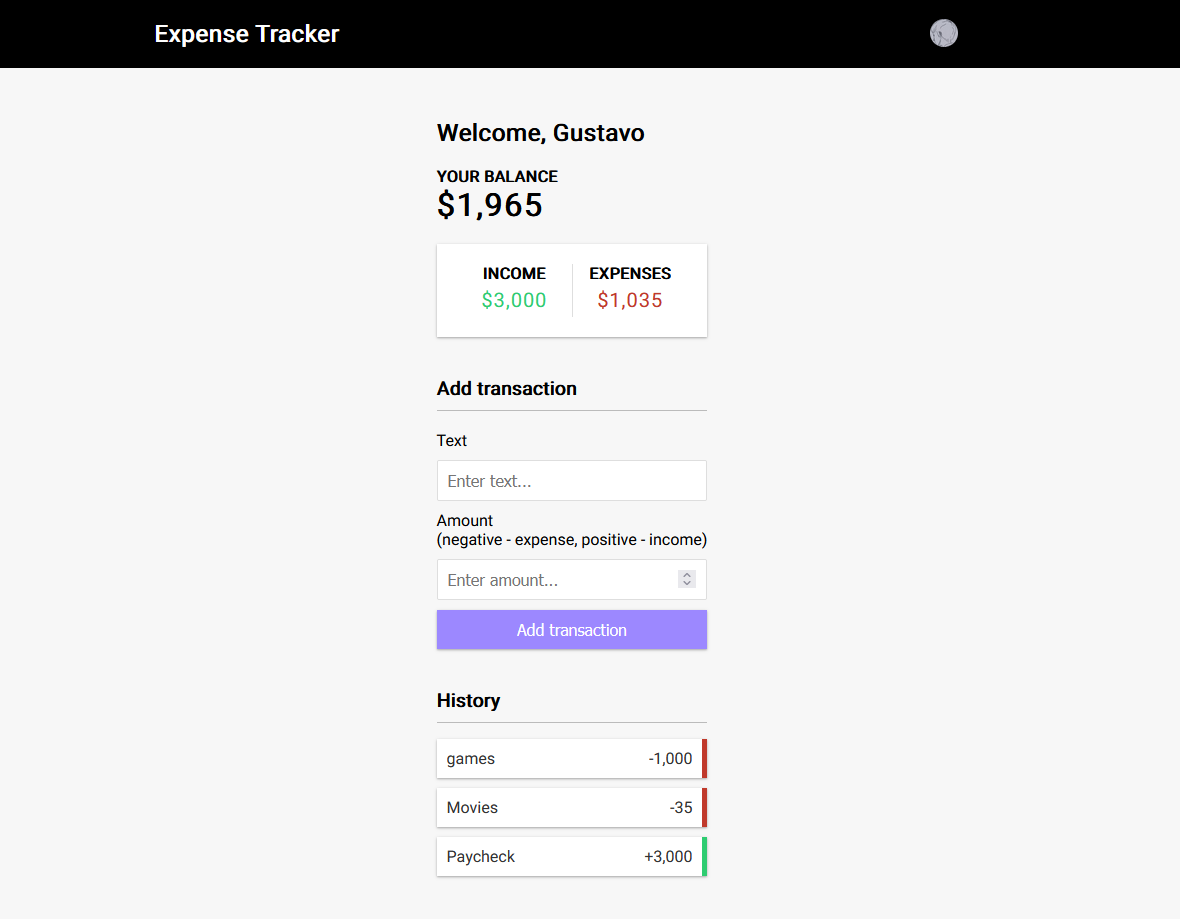 Expense Tracker
Welcome, Gustavo
YOUR BALANCE
$1,965
INCOME EXPENSES
$3,000 $1,035
Add transaction
Text
Enter text...
Amount
(negative - expense, positive - income)
Enter amount...
Add transaction
History
games -1,000
Movies -35
Paycheck +3,000